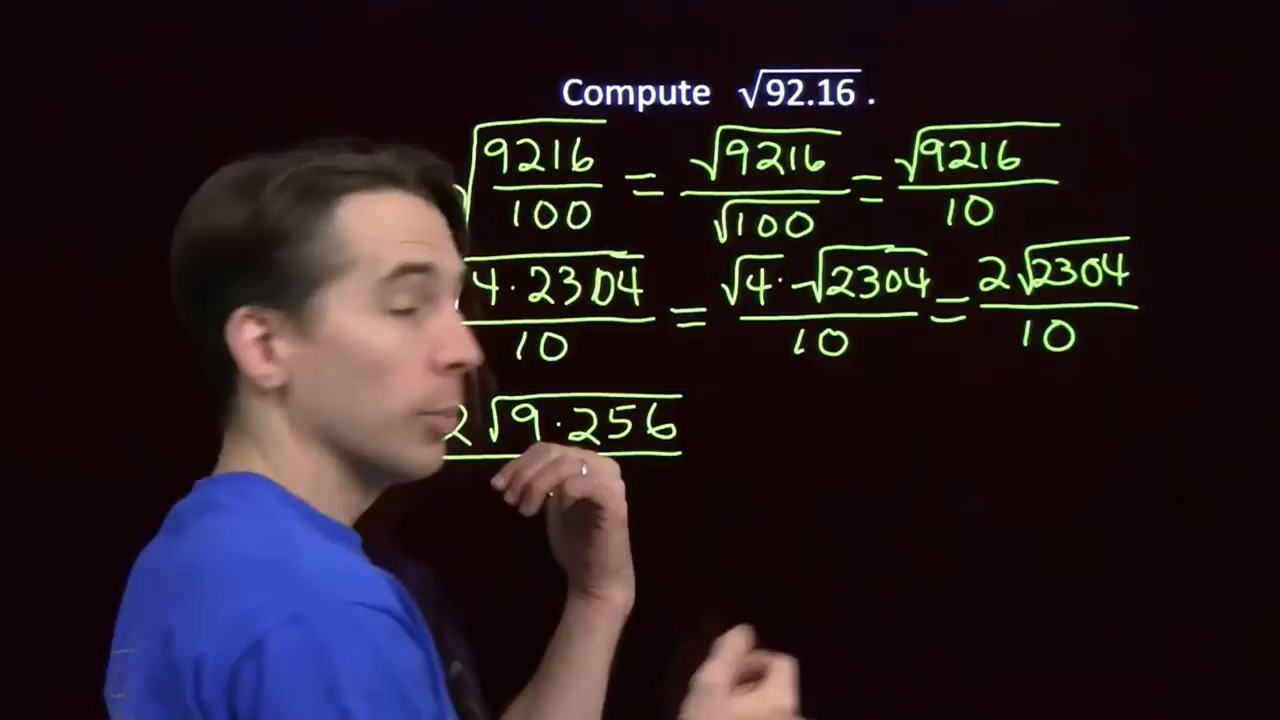 Compute √92.16 .
√(9216/100) = √9216/√100 = √9216/10
√(4·2304)/10 = √4·√2304/10 = 2√2304/10
2√(9·256)